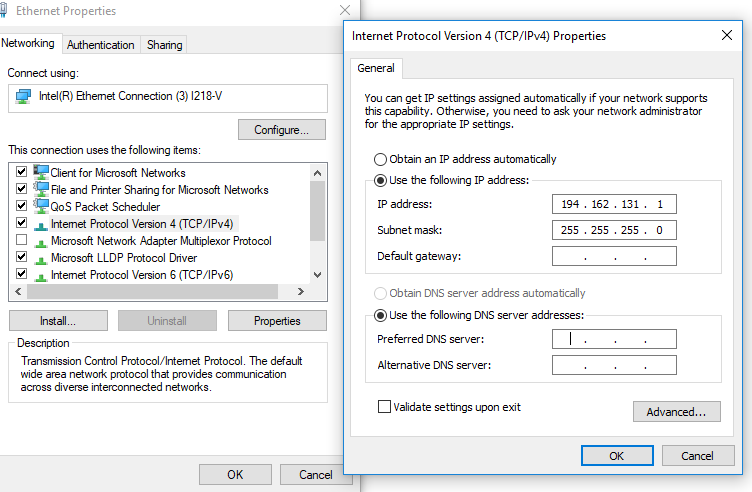 Ethernet Properties
Networking
Authentication
Sharing
Connect using:
Intel(R) Ethernet Connection (3) I218-V
Configure...
This connection uses the following items:
Client for Microsoft Networks
File and Printer Sharing for Microsoft Networks
QoS Packet Scheduler
Internet Protocol Version 4 (TCP/IPv4)
Microsoft Network Adapter Multiplexor Protocol
Microsoft LLDP Protocol Driver
Internet Protocol Version 6 (TCP/IPv6)
Install...
Uninstall
Properties
Description
Transmission Control Protocol/Internet Protocol. The default
wide area network protocol that provides communication
across diverse interconnected networks.
OK
Cancel
Internet Protocol Version 4 (TCP/IPv4) Properties
General
You can get IP settings assigned automatically if your network supports
this capability. Otherwise, you need to ask your network administrator
for the appropriate IP settings.
Obtain an IP address automatically
Use the following IP address:
IP address: 194 . 162 . 131 . 1
Subnet mask: 255 . 255 . 255 . 0
Default gateway: . . .
Obtain DNS server address automatically
Use the following DNS server addresses:
Preferred DNS server: . . .
Alternative DNS server: . . .
Validate settings upon exit
Advanced...
OK
Cancel